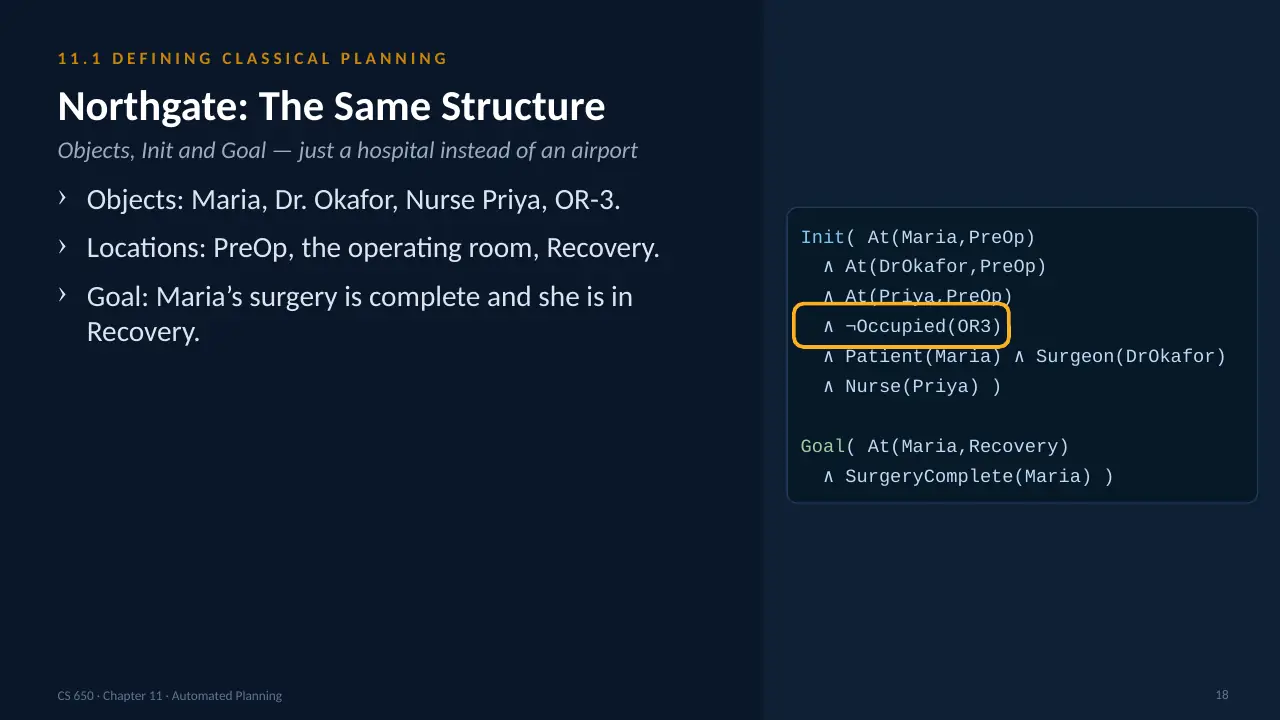 11.1 DEFINING CLASSICAL PLANNING
Northgate: The Same Structure
Objects, Init and Goal — just a hospital instead of an airport
› Objects: Maria, Dr. Okafor, Nurse Priya, OR-3.
› Locations: PreOp, the operating room, Recovery.
› Goal: Maria’s surgery is complete and she is in
Recovery.
Init( At(Maria,PreOp)
∧ At(DrOkafor,PreOp)
∧ At(Priya,PreOp)
∧ ¬Occupied(OR3)
∧ Patient(Maria) ∧ Surgeon(DrOkafor)
∧ Nurse(Priya) )
Goal( At(Maria,Recovery)
∧ SurgeryComplete(Maria) )
CS 650 · Chapter 11 · Automated Planning
18